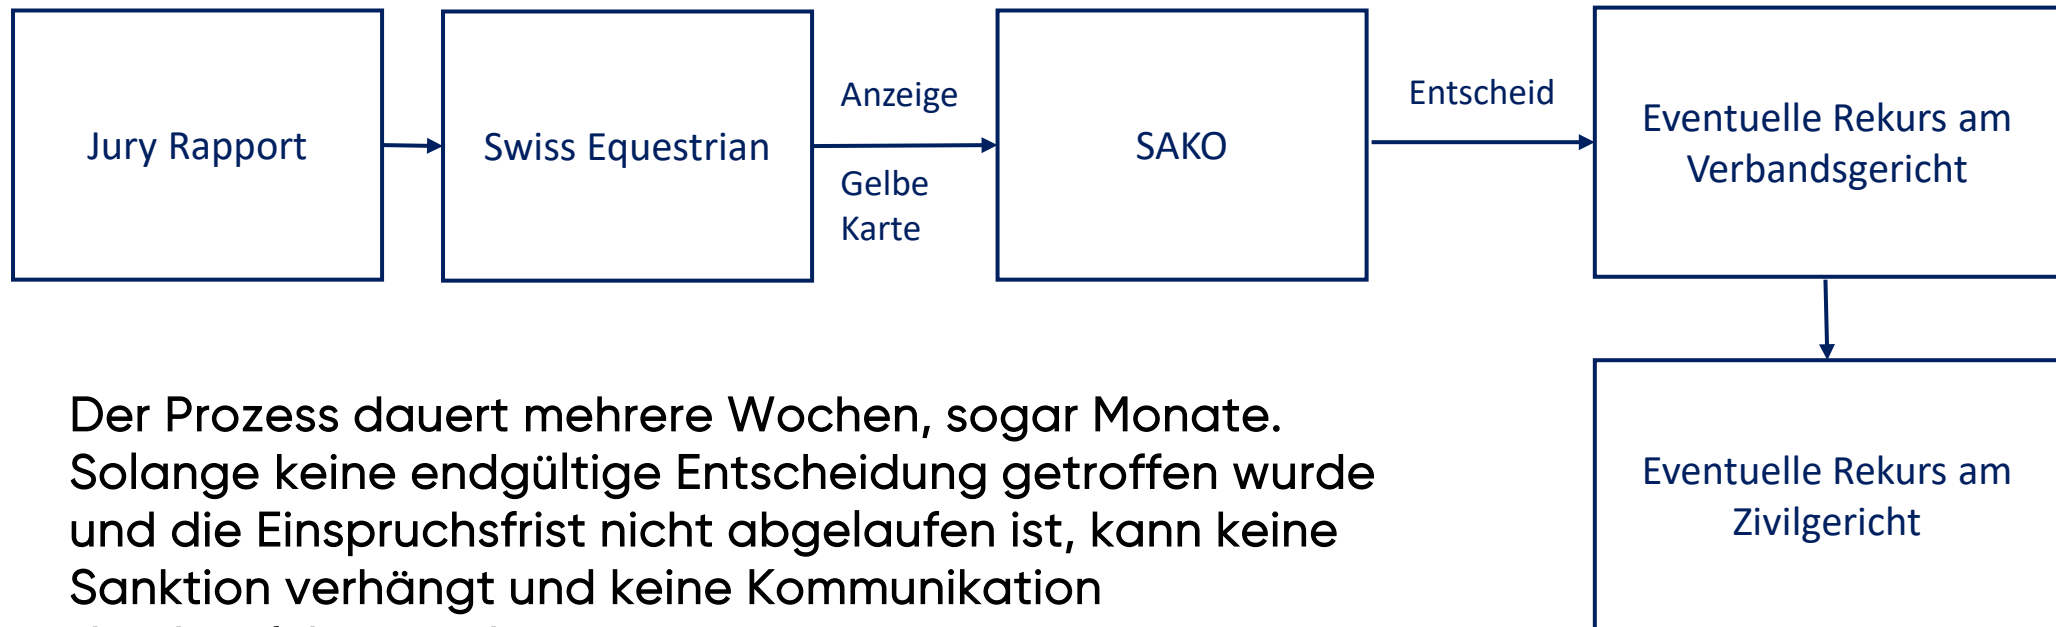 Jury Rapport
Swiss Equestrian
Anzeige
Gelbe
Karte
SAKO
Entscheid
Eventuelle Rekurs am
Verbandsgericht
Eventuelle Rekurs am
Zivilgericht
Der Prozess dauert mehrere Wochen, sogar Monate.
Solange keine endgültige Entscheidung getroffen wurde
und die Einspruchsfrist nicht abgelaufen ist, kann keine
Sanktion verhängt und keine Kommunikation